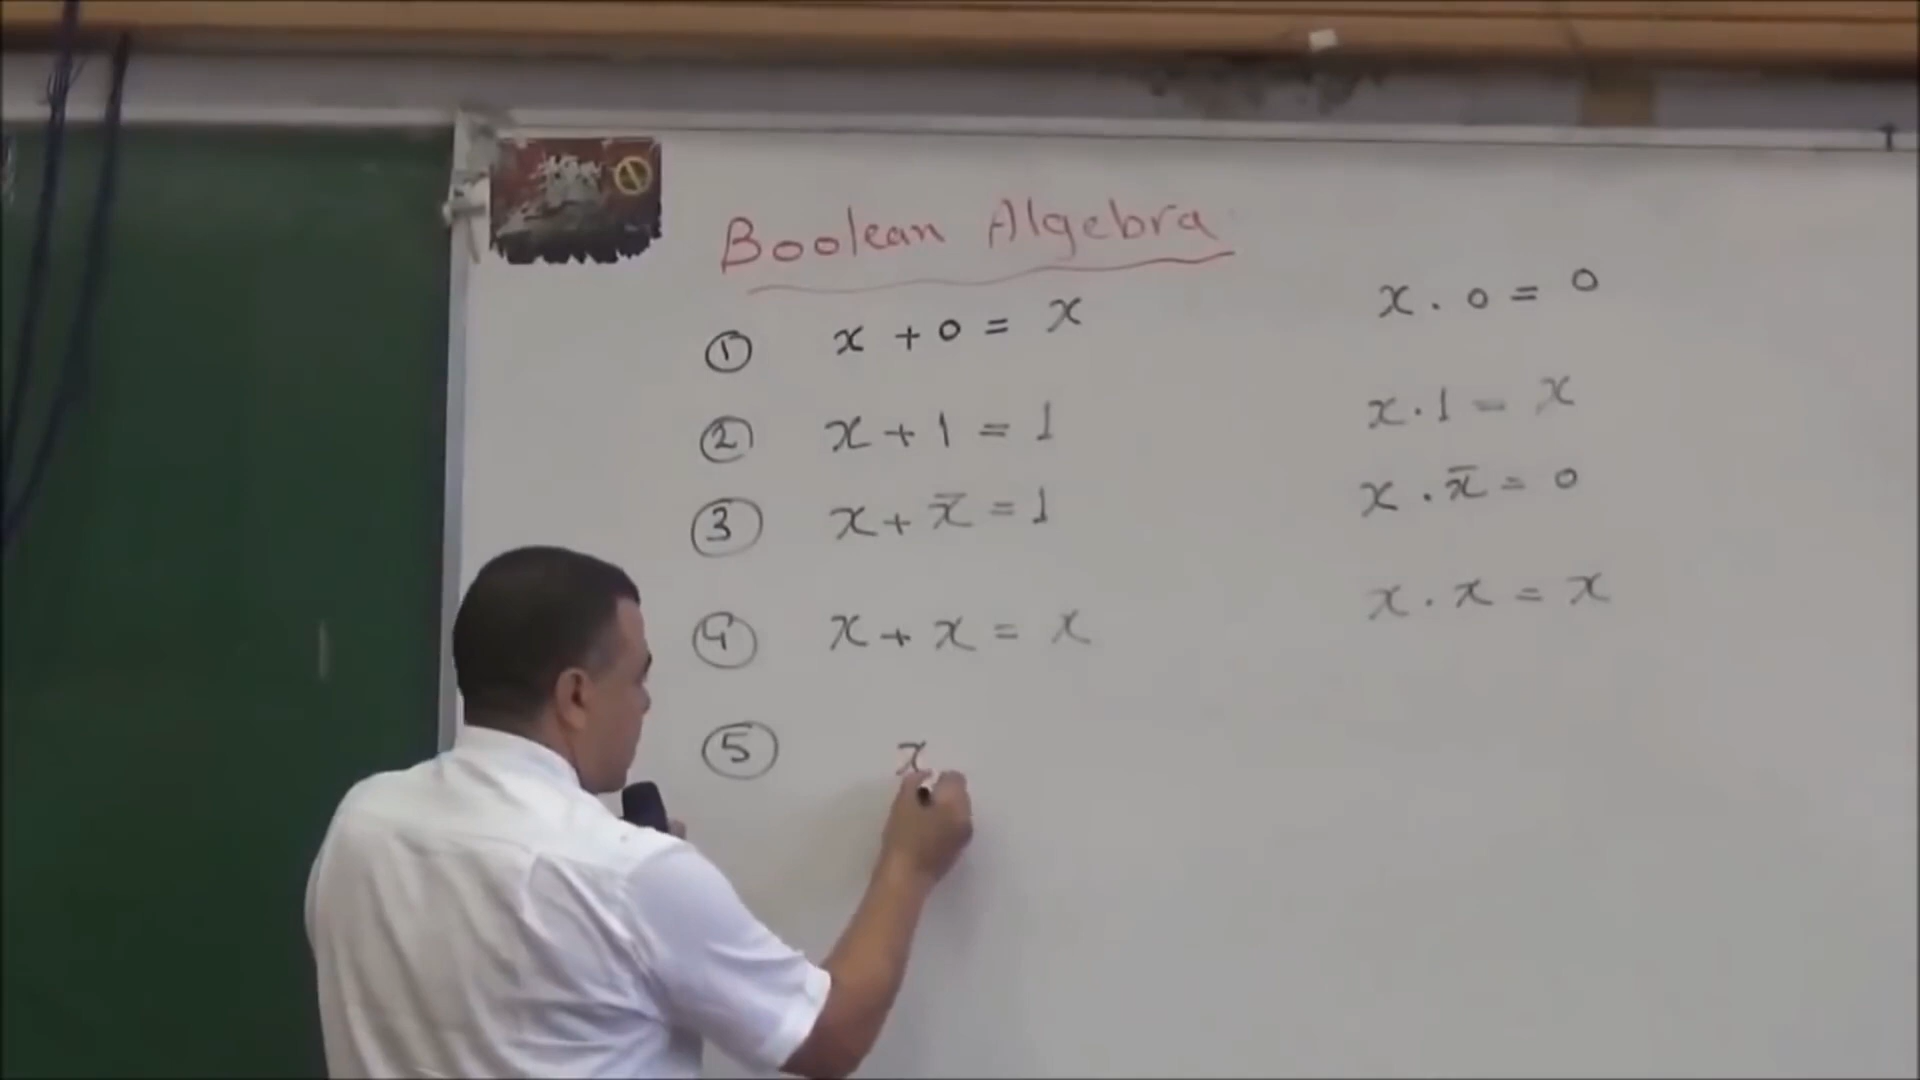 Boolean Algebra
① x + 0 = x x . 0 = 0
② x + 1 = 1 x . 1 = x
③ x + x̄ = 1 x . x̄ = 0
④ x + x = x x . x = x
⑤ x